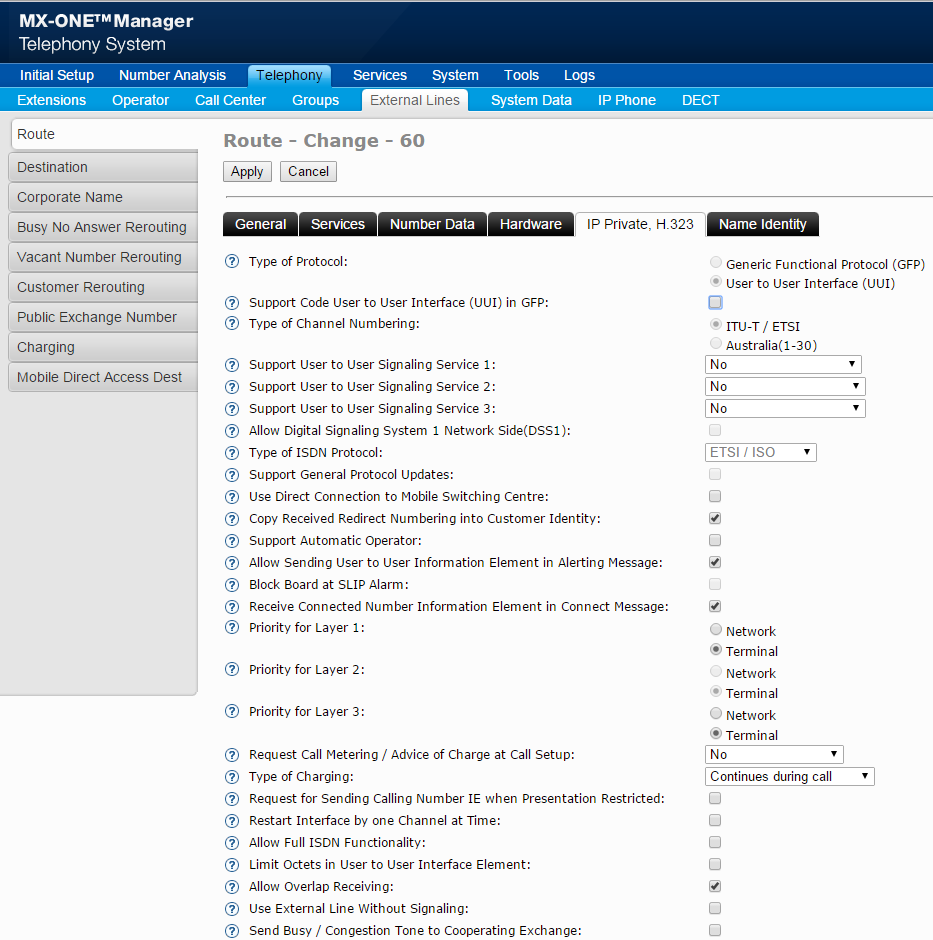 MX-ONE™Manager
Telephony System
Initial Setup Number Analysis Telephony Services System Tools Logs
Extensions Operator Call Center Groups External Lines System Data IP Phone DECT
Route
Destination
Corporate Name
Busy No Answer Rerouting
Vacant Number Rerouting
Customer Rerouting
Public Exchange Number
Charging
Mobile Direct Access Dest
Route - Change - 60
Apply Cancel
General Services Number Data Hardware IP Private, H.323 Name Identity
? Type of Protocol: Generic Functional Protocol (GFP)
User to User Interface (UUI)
? Support Code User to User Interface (UUI) in GFP:
? Type of Channel Numbering: ITU-T / ETSI
Australia(1-30)
? Support User to User Signaling Service 1: No
? Support User to User Signaling Service 2: No
? Support User to User Signaling Service 3: No
? Allow Digital Signaling System 1 Network Side(DSS1):
? Type of ISDN Protocol: ETSI / ISO
? Support General Protocol Updates:
? Use Direct Connection to Mobile Switching Centre:
? Copy Received Redirect Numbering into Customer Identity:
? Support Automatic Operator:
? Allow Sending User to User Information Element in Alerting Message:
? Block Board at SLIP Alarm:
? Receive Connected Number Information Element in Connect Message:
? Priority for Layer 1: Network
Terminal
? Priority for Layer 2: Network
Terminal
? Priority for Layer 3: Network
Terminal
? Request Call Metering / Advice of Charge at Call Setup: No
? Type of Charging: Continues during call
? Request for Sending Calling Number IE when Presentation Restricted:
? Restart Interface by one Channel at Time:
? Allow Full ISDN Functionality:
? Limit Octets in User to User Interface Element:
? Allow Overlap Receiving:
? Use External Line Without Signaling:
? Send Busy / Congestion Tone to Cooperating Exchange: